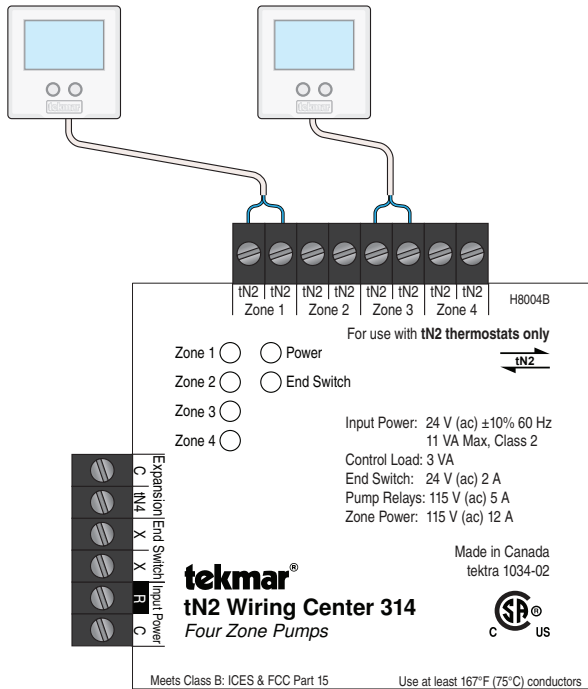 tekmar
tekmar
tN2 tN2 tN2 tN2 tN2 tN2 tN2 tN2
Zone 1 Zone 2 Zone 3 Zone 4
H8004B
For use with tN2 thermostats only
tN2
Zone 1 Power
Zone 2 End Switch
Zone 3
Zone 4
Input Power: 24 V (ac) ±10% 60 Hz
11 VA Max, Class 2
Control Load: 3 VA
End Switch: 24 V (ac) 2 A
Pump Relays: 115 V (ac) 5 A
Zone Power: 115 V (ac) 12 A
C tN4 X X R C
Expansion End Switch Input Power
Made in Canada
tektra 1034-02
tekmar®
tN2 Wiring Center 314
Four Zone Pumps
SA ®
C US
Meets Class B: ICES & FCC Part 15
Use at least 167°F (75°C) conductors